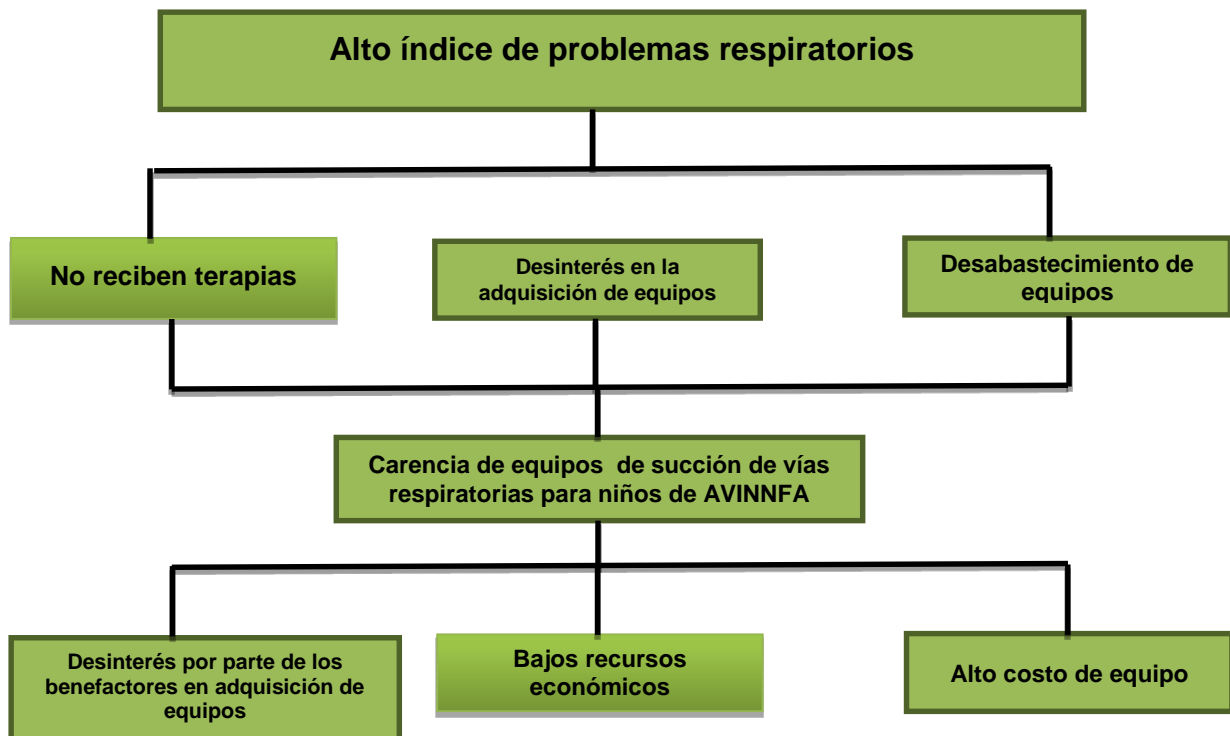 Alto índice de problemas respiratorios
No reciben terapias
Desinterés en la
adquisición de equipos
Desabastecimiento de
equipos
Carencia de equipos de succión de vías
respiratorias para niños de AVINNFA
Desinterés por parte de los
benefactores en adquisición de
equipos
Bajos recursos
económicos
Alto costo de equipo